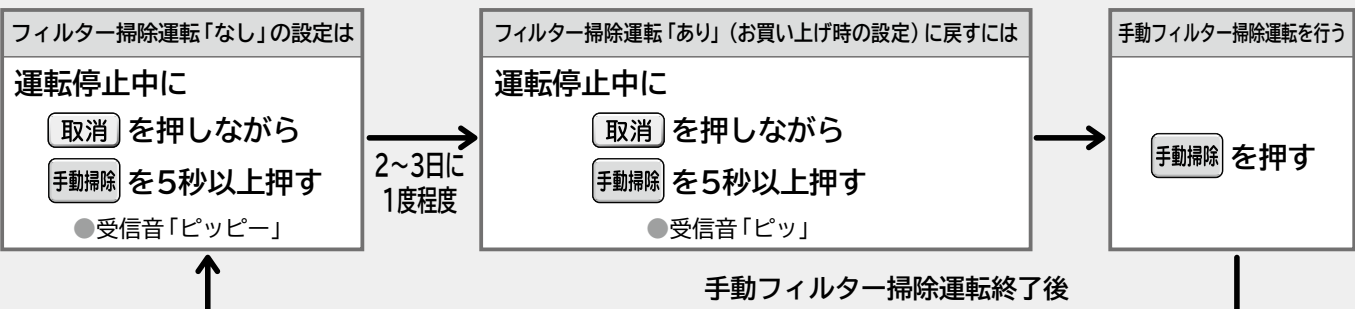 フィルター掃除運転「なし」の設定は
運転停止中に
取消 を押しながら
手動掃除 を5秒以上押す
●受信音「ピッピー」
2〜3日に
1度程度
フィルター掃除運転「あり」(お買い上げ時の設定)に戻すには
運転停止中に
取消 を押しながら
手動掃除 を5秒以上押す
●受信音「ピッ」
手動フィルター掃除運転を行う
手動掃除 を押す
手動フィルター掃除運転終了後